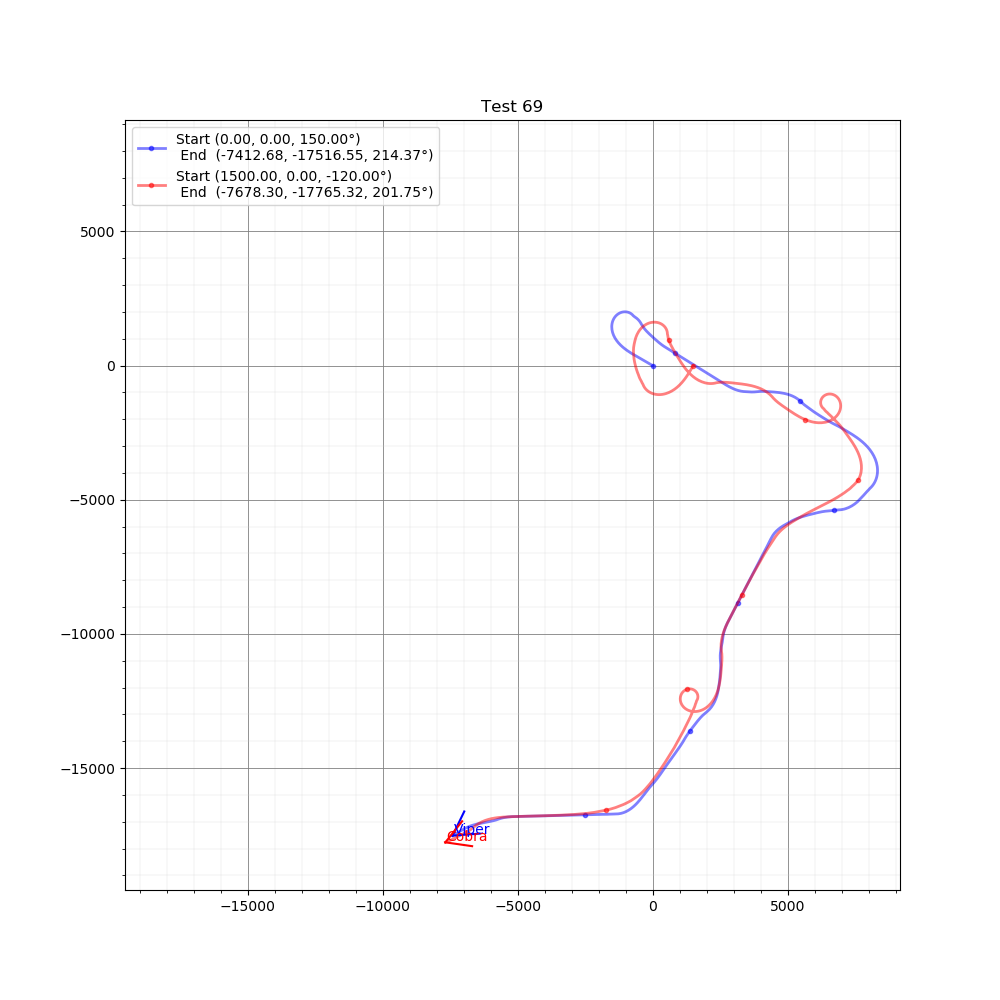 Test 69
Start (0.00, 0.00, 150.00°)
End (-7412.68, -17516.55, 214.37°)
Start (1500.00, 0.00, -120.00°)
End (-7678.30, -17765.32, 201.75°)
5000
0
−5000
−10000
−15000
Viper
Cobra
−15000 −10000 −5000 0 5000